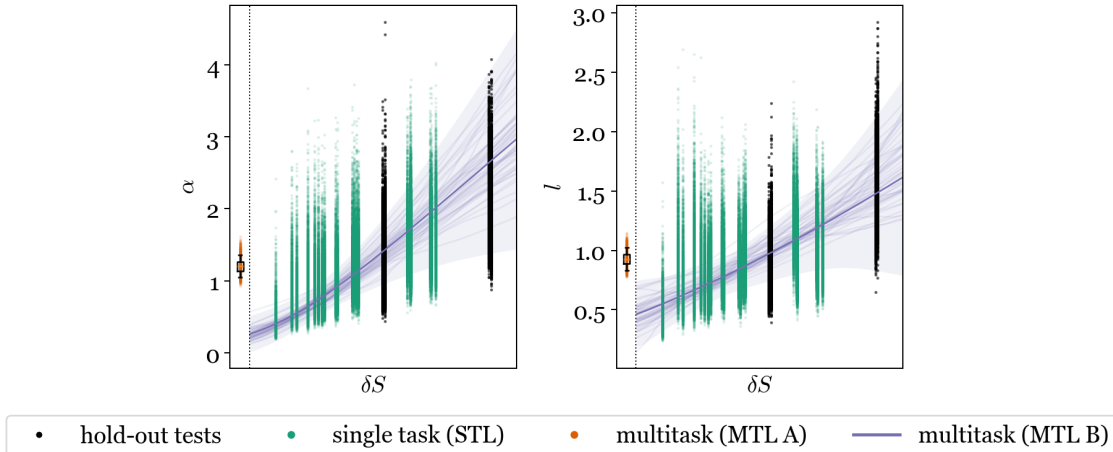 4
3
2
1
0
α
δS
3.0
2.5
2.0
1.5
1.0
0.5
l
δS
hold-out tests single task (STL) multitask (MTL A) multitask (MTL B)